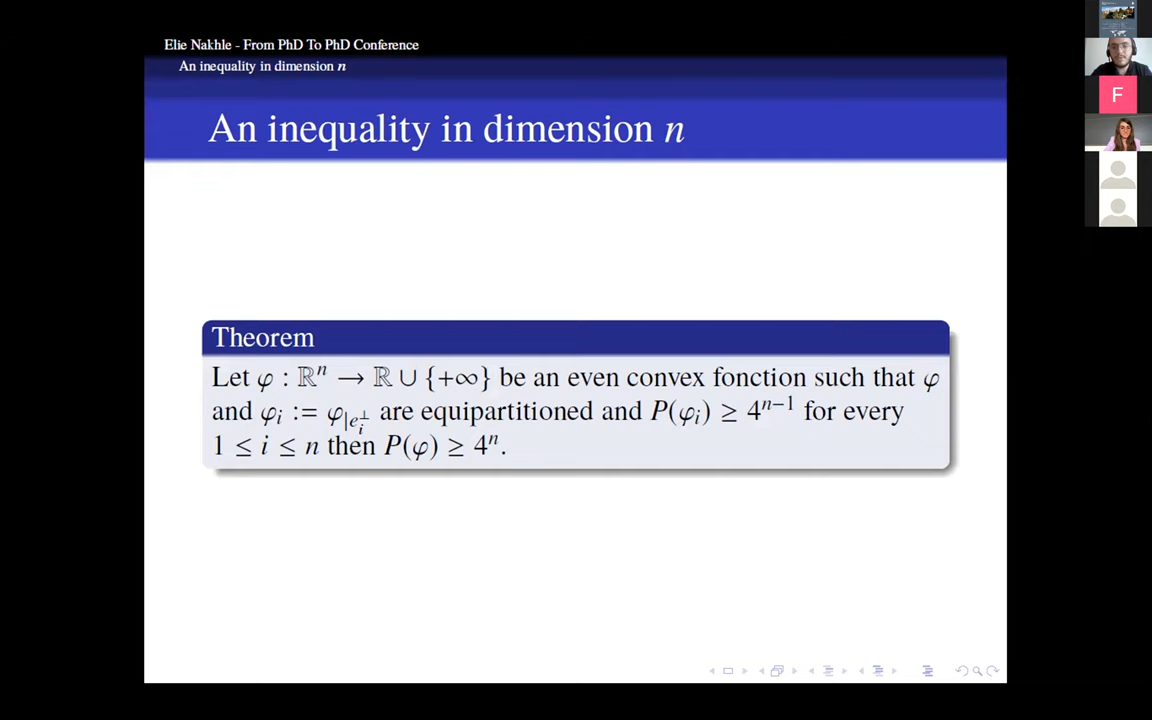 Elie Nakhle - From PhD To PhD Conference
An inequality in dimension n
An inequality in dimension n
Theorem
Let φ : ℝⁿ → ℝ ∪ {+∞} be an even convex fonction such that φ
and φᵢ := φ_{|eᵢ^⊥} are equipartitioned and P(φᵢ) ≥ 4ⁿ⁻¹ for every
1 ≤ i ≤ n then P(φ) ≥ 4ⁿ.
F